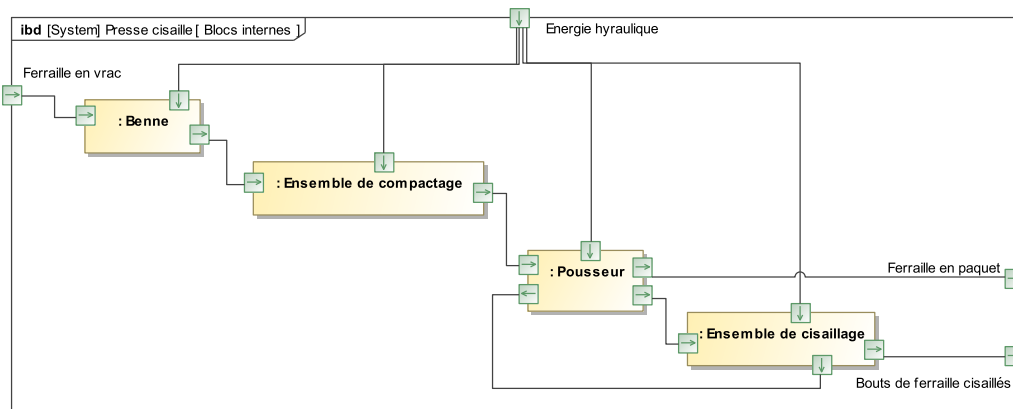 ibd [System] Presse cisaille [ Blocs internes ]
Energie hyraulique
Ferraille en vrac
: Benne
: Ensemble de compactage
: Pousseur
Ferraille en paquet
: Ensemble de cisaillage
Bouts de ferraille cisaillés